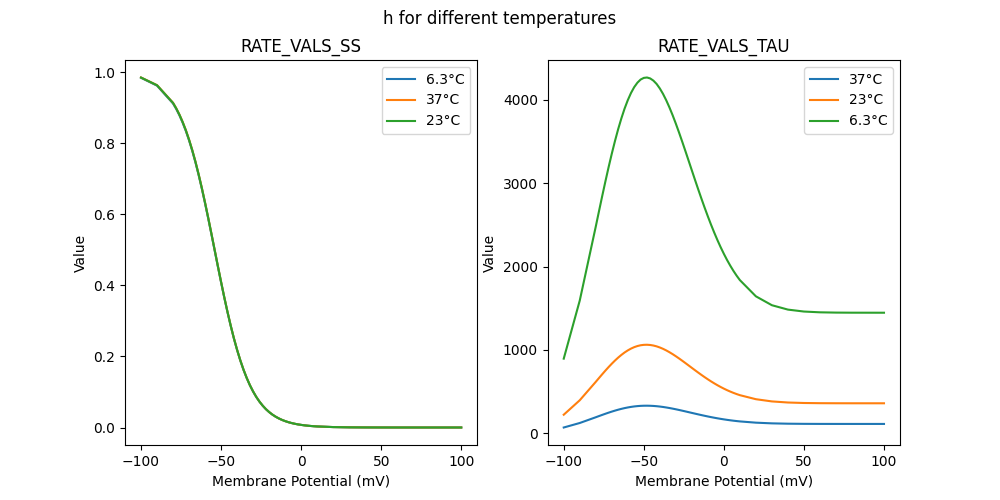 h for different temperatures
RATE_VALS_SS
1.0
0.8
0.6
0.4
0.2
0.0
Value
6.3°C
37°C
23°C
−100
−50
0
50
100
Membrane Potential (mV)
RATE_VALS_TAU
4000
3000
2000
1000
0
Value
37°C
23°C
6.3°C
−100
−50
0
50
100
Membrane Potential (mV)